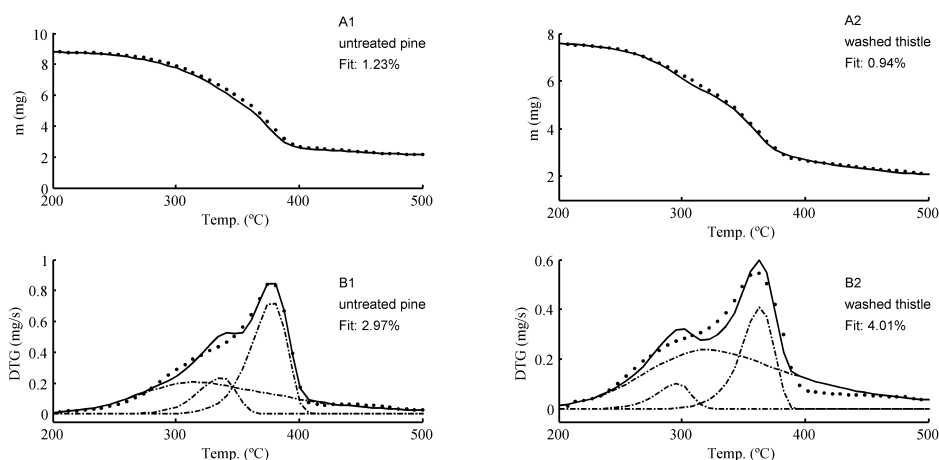 A1
untreated pine
Fit: 1.23%
10
8
6
4
2
0
m (mg)
200 300 400 500
Temp. (ºC)
A2
washed thistle
Fit: 0.94%
8
6
4
2
m (mg)
200 300 400 500
Temp. (ºC)
B1
untreated pine
Fit: 2.97%
1
0.8
0.6
0.4
0.2
0
DTG (mg/s)
200 300 400 500
Temp. (ºC)
B2
washed thistle
Fit: 4.01%
0.6
0.4
0.2
0
DTG (mg/s)
200 300 400 500
Temp. (ºC)